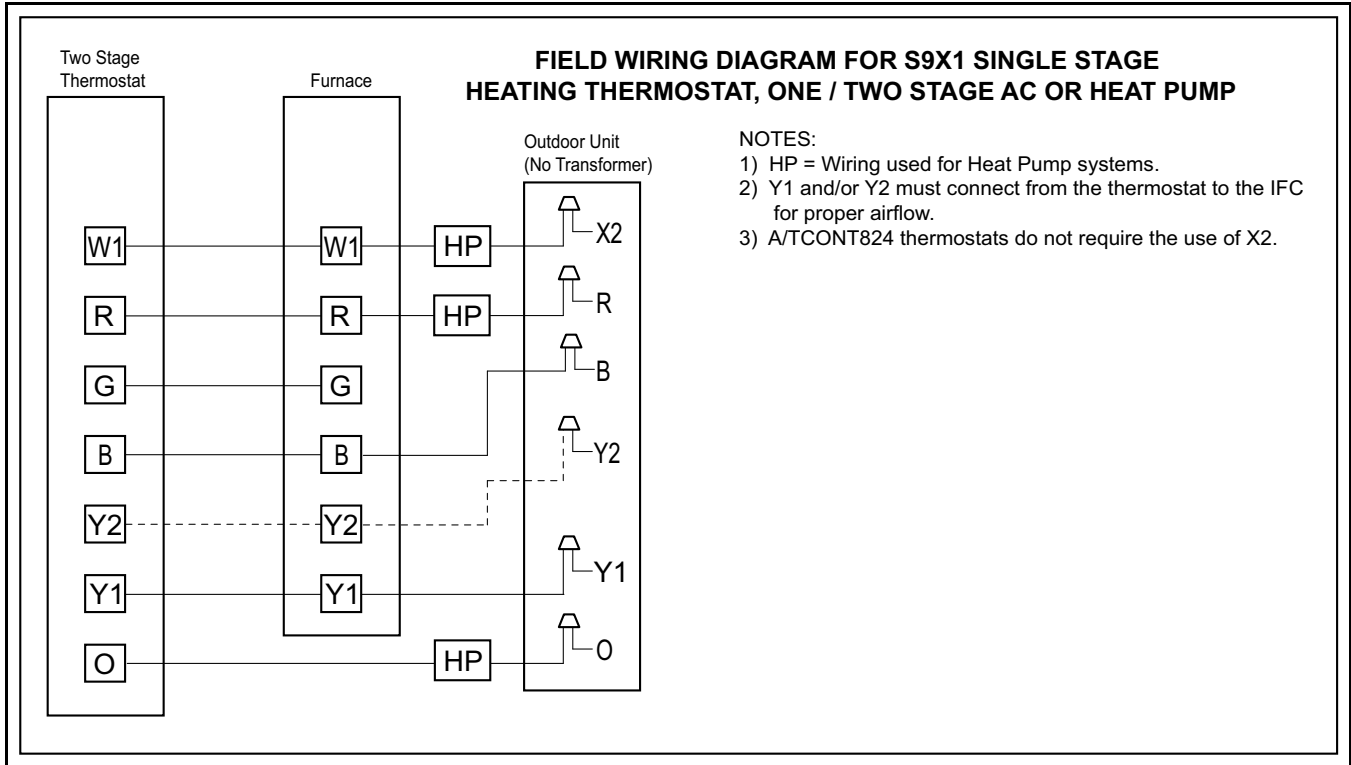 FIELD WIRING DIAGRAM FOR S9X1 SINGLE STAGE
HEATING THERMOSTAT, ONE / TWO STAGE AC OR HEAT PUMP
Two Stage
Thermostat
Furnace
Outdoor Unit
(No Transformer)
NOTES:
1) HP = Wiring used for Heat Pump systems.
2) Y1 and/or Y2 must connect from the thermostat to the IFC
for proper airflow.
3) A/TCONT824 thermostats do not require the use of X2.
W1 W1 HP X2
R R HP R
G G
B B B
Y2 Y2 Y2
Y1 Y1 Y1
O HP O